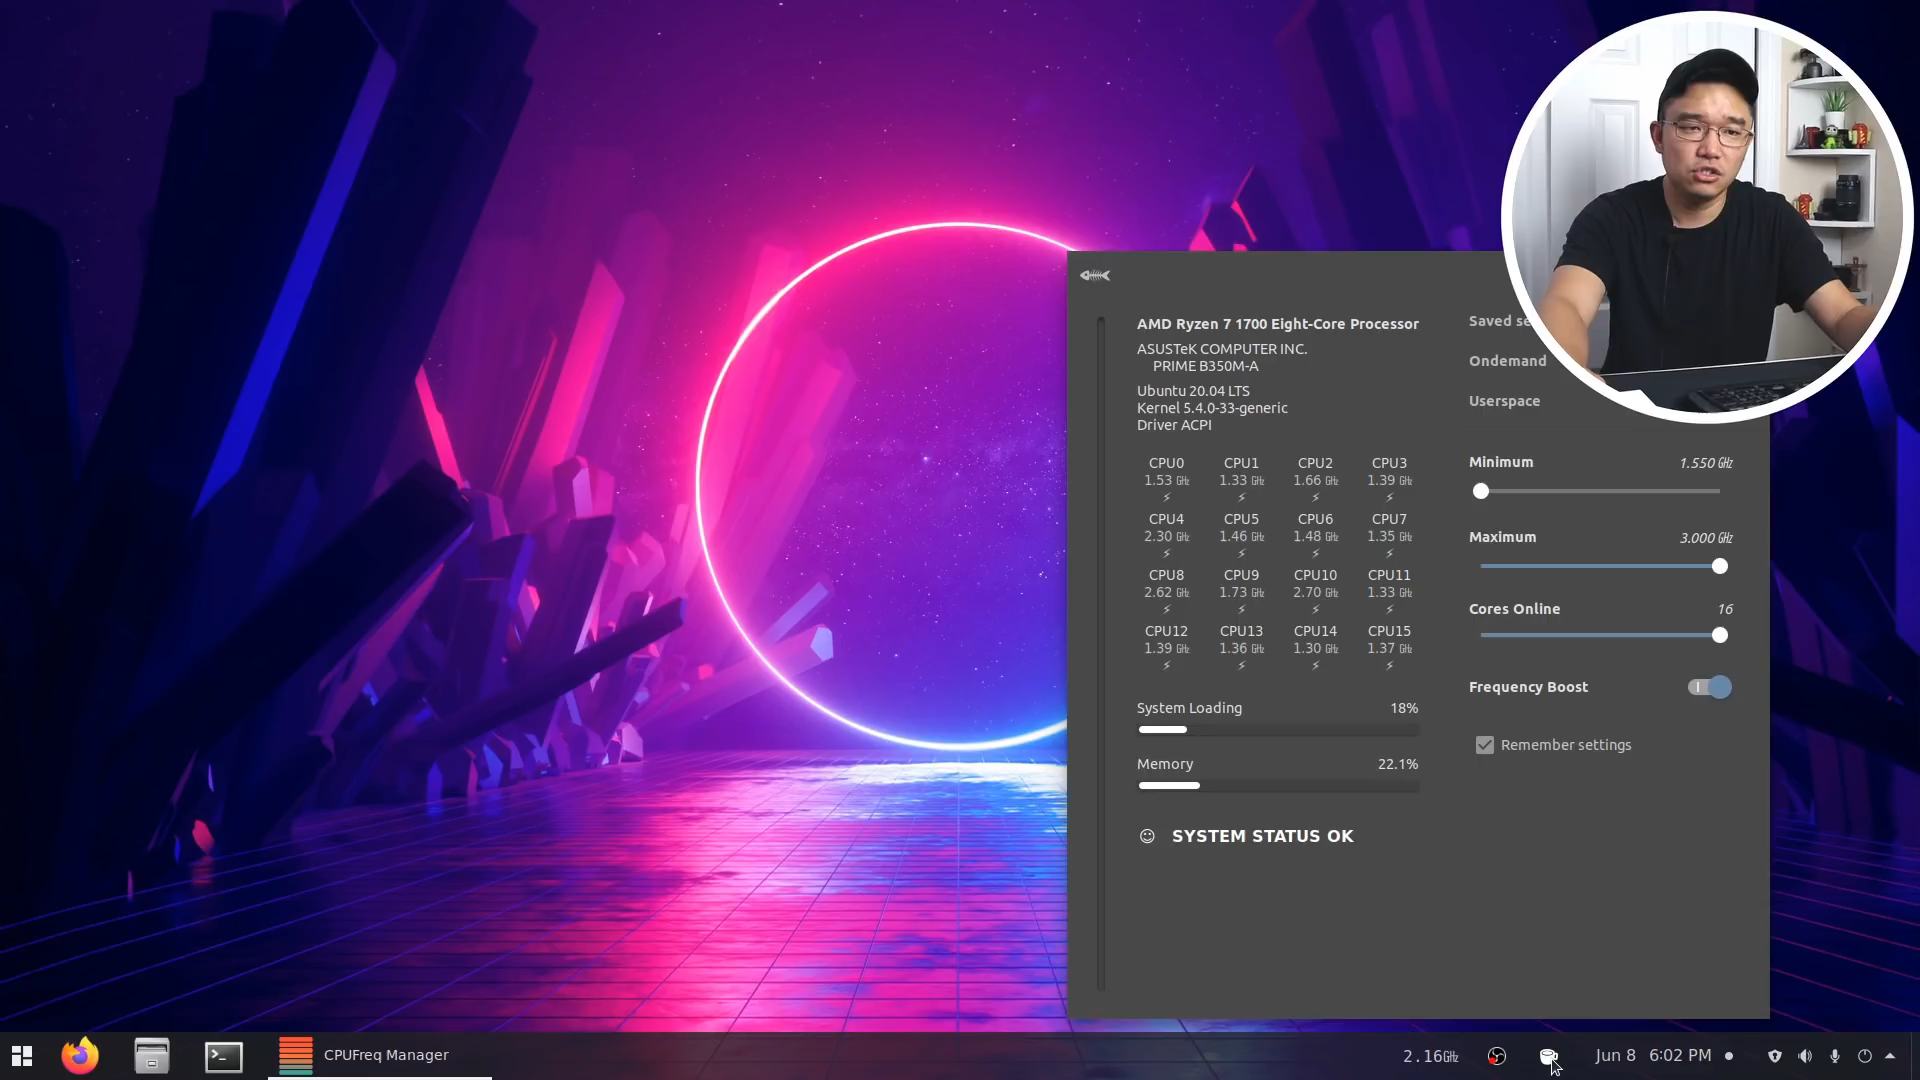 AMD Ryzen 7 1700 Eight-Core Processor
ASUSTeK COMPUTER INC.
PRIME B350M-A
Ubuntu 20.04 LTS
Kernel 5.4.0-33-generic
Driver ACPI
CPU0 CPU1 CPU2 CPU3
1.53 GHz 1.33 GHz 1.66 GHz 1.39 GHz
CPU4 CPU5 CPU6 CPU7
2.30 GHz 1.46 GHz 1.48 GHz 1.35 GHz
CPU8 CPU9 CPU10 CPU11
2.62 GHz 1.73 GHz 2.70 GHz 1.33 GHz
CPU12 CPU13 CPU14 CPU15
1.39 GHz 1.36 GHz 1.30 GHz 1.37 GHz
System Loading 18%
Memory 22.1%
SYSTEM STATUS OK
Saved
Ondemand
Userspace
Minimum 1.550 GHz
Maximum 3.000 GHz
Cores Online 16
Frequency Boost
Remember settings
CPUFreq Manager
2.16GHz
Jun 8 6:02 PM